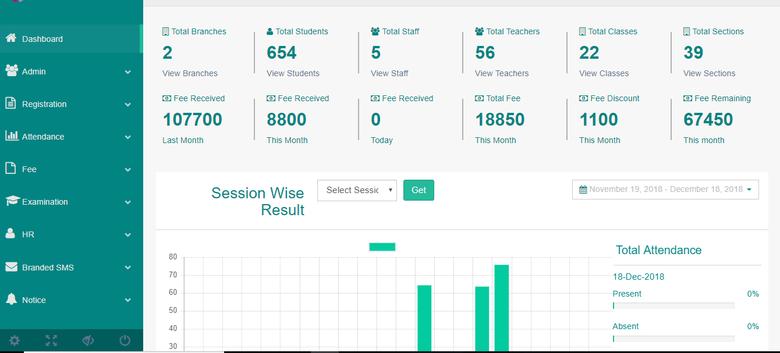 Dashboard
Admin
Registration
Attendance
Fee
Examination
HR
Branded SMS
Notice
Total Branches
2
View Branches
Total Students
654
View Students
Total Staff
5
View Staff
Total Teachers
56
View Teachers
Total Classes
22
View Classes
Total Sections
39
View Sections
Fee Received
107700
Last Month
Fee Received
8800
This Month
Fee Received
0
Today
Total Fee
18850
This Month
Fee Discount
1100
This Month
Fee Remaining
67450
This month
Session Wise
Result
Select Sessic
Get
November 19, 2018 - December 18, 2018
80
70
60
50
40
30
Total Attendance
18-Dec-2018
Present 0%
Absent 0%